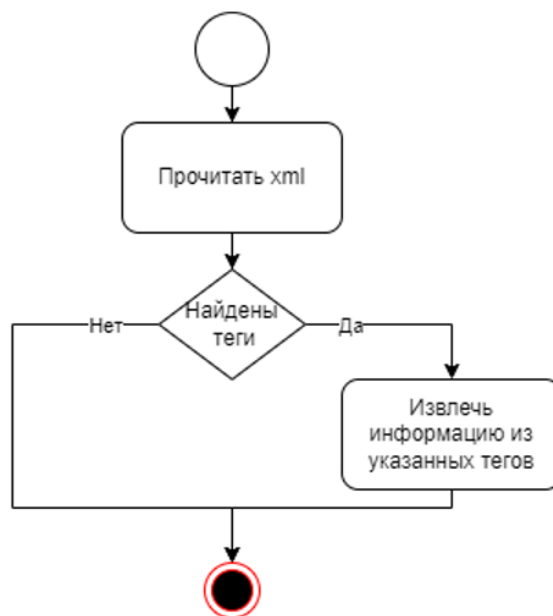 Прочитать xml
Найдены
теги
Нет
Да
Извлечь
информацию из
указанных тегов